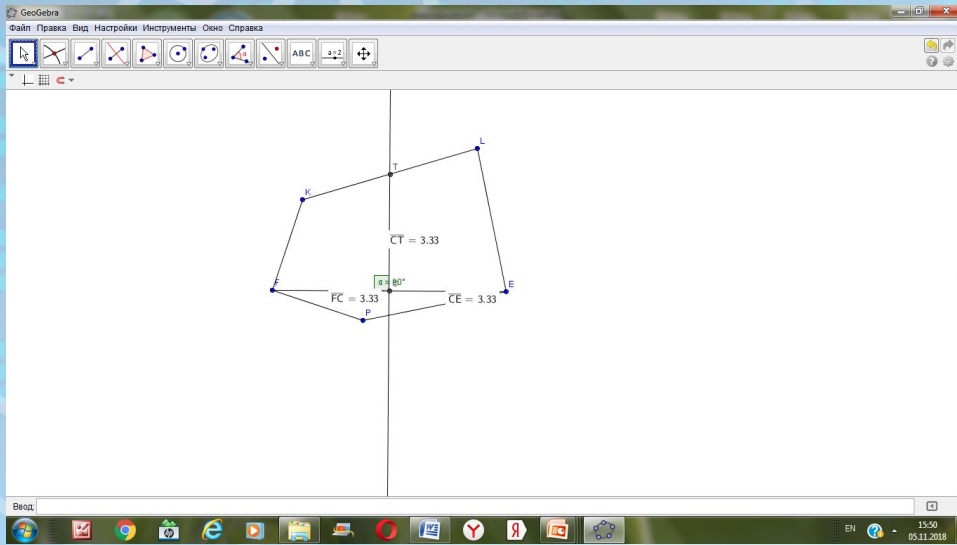 GeoGebra
Файл Правка Вид Настройки Инструменты Окно Справка
ABC a=2
L
T
K
CT = 3.33
F
α = 90°
E
FC = 3.33
CE = 3.33
P
Ввод:
EN
15:50
05.11.2018